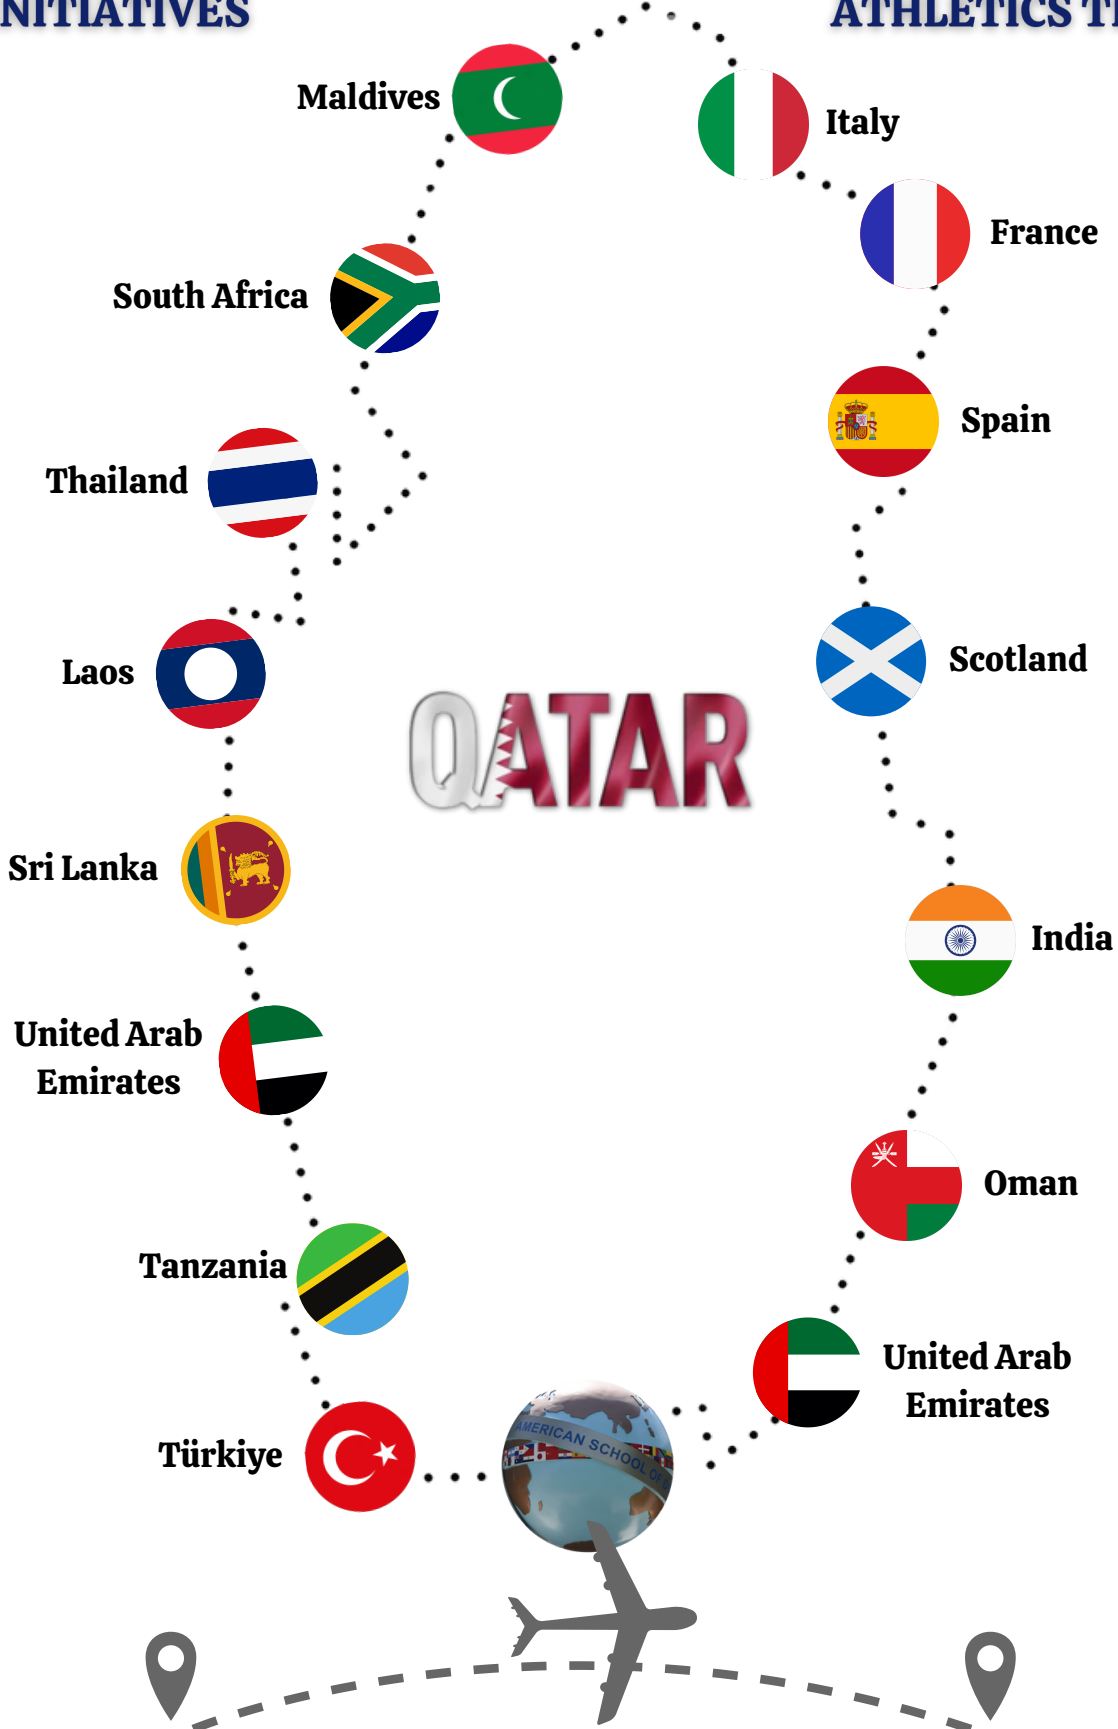 NITIATIVES
ATHLETICS
Maldives
Italy
France
South Africa
Spain
Thailand
Scotland
Laos
QATAR
Sri Lanka
India
United Arab
Emirates
Oman
Tanzania
United Arab
Emirates
Türkiye
AMERICAN SCHOOL OF